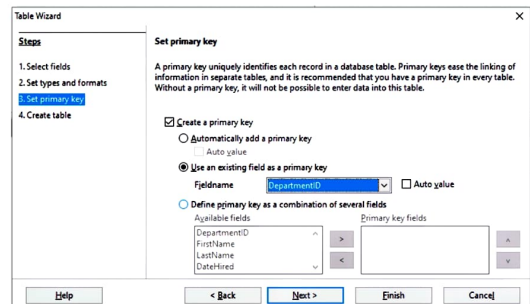 Table Wizard
Steps
1. Select fields
2. Set types and formats
3. Set primary key
4. Create table
Set primary key
A primary key uniquely identifies each record in a database table. Primary keys ease the linking of
information in separate tables, and it is recommended that you have a primary key in every table.
Without a primary key, it will not be possible to enter data into this table.
Create a primary key
Automatically add a primary key
Auto value
Use an existing field as a primary key
Fieldname
DepartmentID
Auto value
Define primary key as a combination of several fields
Available fields
Primary key fields
DepartmentID
FirstName
LastName
DateHired
>
<
^
v
Help
< Back
Next >
Finish
Cancel